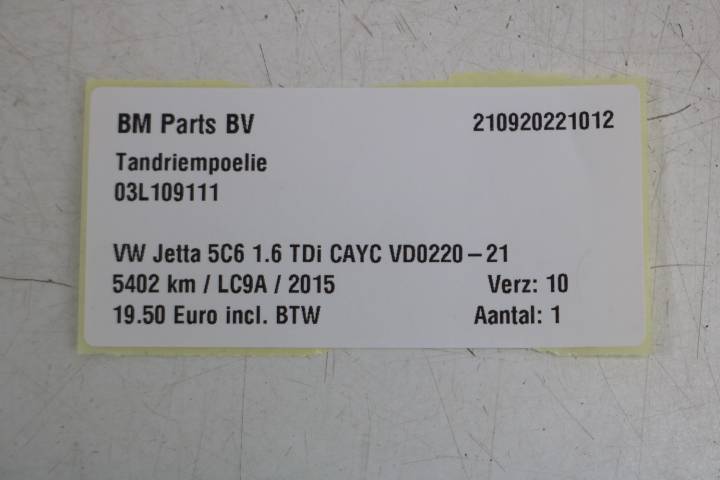 BM Parts BV 210920221012
Tandriempoelie
03L109111
VW Jetta 5C6 1.6 TDi CAYC VD0220-21
5402 km / LC9A / 2015 Verz: 10
19.50 Euro incl. BTW Aantal: 1